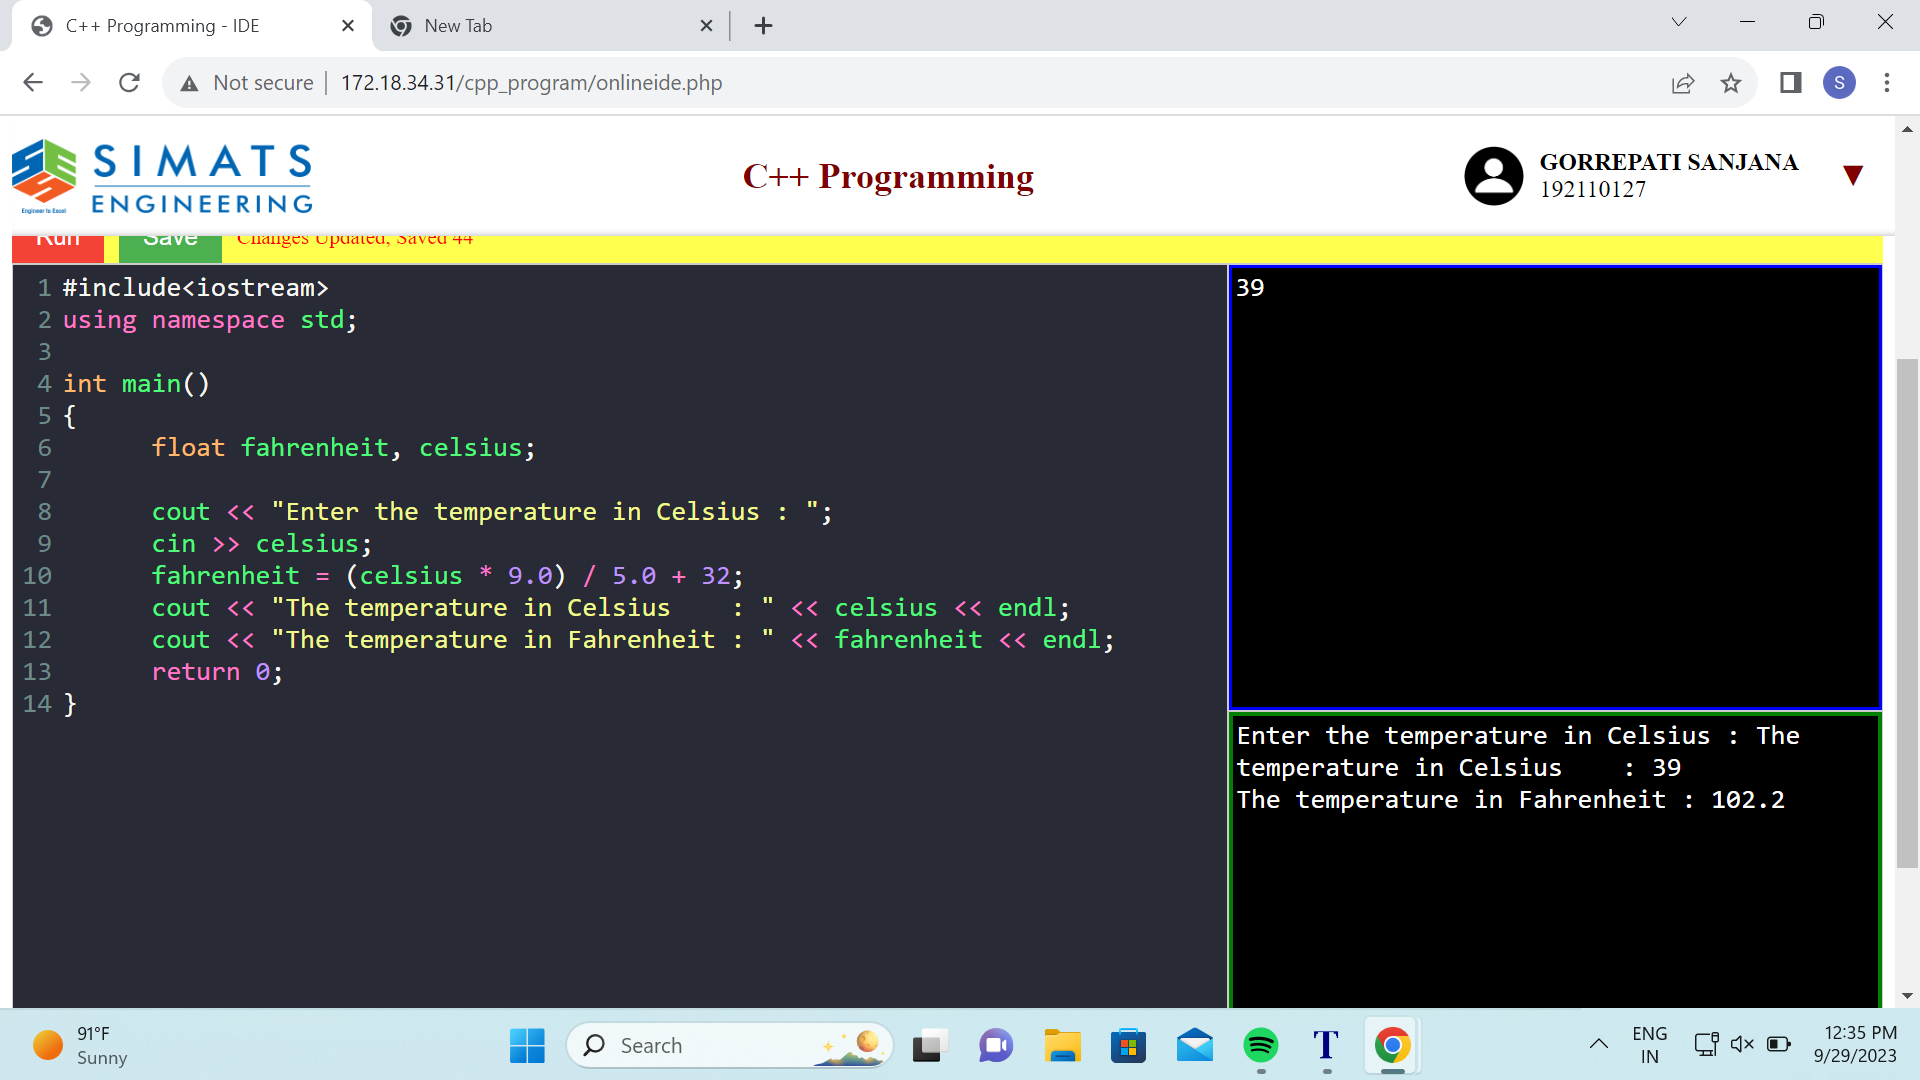 C++ Programming - IDE
New Tab
Not secure | 172.18.34.31/cpp_program/onlineide.php
S
SIMATS
ENGINEERING
Engineer to Excel
C++ Programming
GORREPATI SANJANA
192110127
Run Save Changes Updated, Saved 44
1 #include<iostream>
2 using namespace std;
3
4 int main()
5 {
6 float fahrenheit, celsius;
7
8 cout << "Enter the temperature in Celsius : ";
9 cin >> celsius;
10 fahrenheit = (celsius * 9.0) / 5.0 + 32;
11 cout << "The temperature in Celsius    : " << celsius << endl;
12 cout << "The temperature in Fahrenheit : " << fahrenheit << endl;
13 return 0;
14 }
39
Enter the temperature in Celsius : The
temperature in Celsius    : 39
The temperature in Fahrenheit : 102.2
91°F
Sunny
Search
T
ENG
IN
12:35 PM
9/29/2023